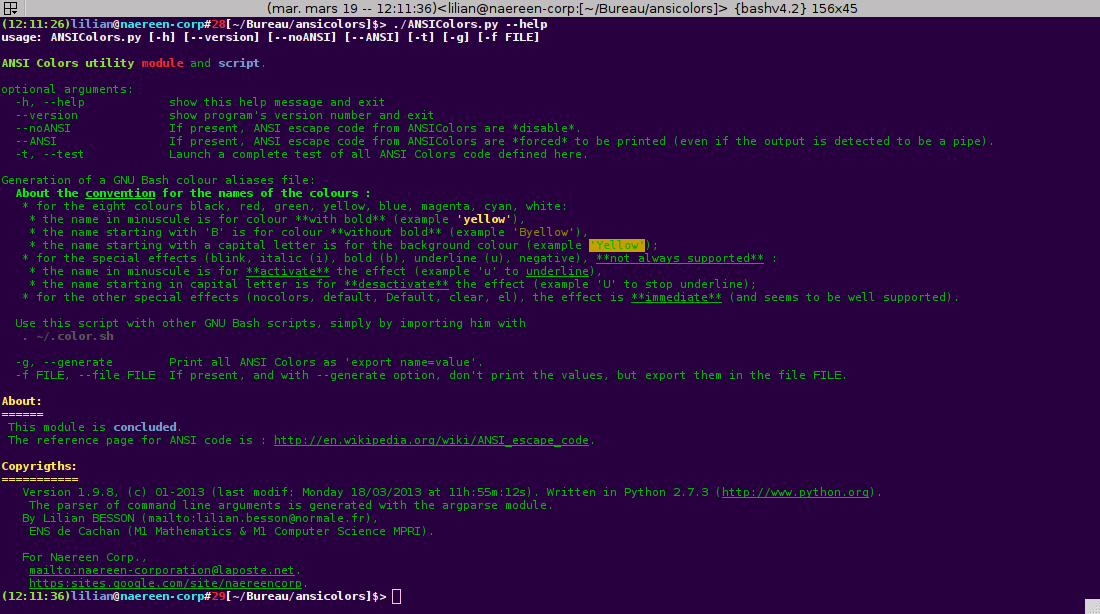 (mar. mars 19 -- 12:11:36)<lilian@naereen-corp:[~/Bureau/ansicolors]> {bashv4.2} 156x45
(12:11:26)lilian@naereen-corp#28[~/Bureau/ansicolors]$> ./ANSIColors.py --help
usage: ANSIColors.py [-h] [--version] [--noANSI] [--ANSI] [-t] [-g] [-f FILE]
ANSI Colors utility module and script.
optional arguments:
-h, --help show this help message and exit
--version show program's version number and exit
--noANSI If present, ANSI escape code from ANSIColors are *disable*.
--ANSI If present, ANSI escape code from ANSIColors are *forced* to be printed (even if the output is detected to be a pipe).
-t, --test Launch a complete test of all ANSI Colors code defined here.
Generation of a GNU Bash colour aliases file:
About the convention for the names of the colours :
* for the eight colours black, red, green, yellow, blue, magenta, cyan, white:
* the name in minuscule is for colour **with bold** (example 'yellow'),
* the name starting with 'B' is for colour **without bold** (example 'Byellow'),
* the name starting with a capital letter is for the background colour (example 'Yellow');
* for the special effects (blink, italic (i), bold (b), underline (u), negative), **not always supported** :
* the name in minuscule is for **activate** the effect (example 'u' to underline),
* the name starting in capital letter is for **desactivate** the effect (example 'U' to stop underline);
* for the other special effects (nocolors, default, Default, clear, el), the effect is **immediate** (and seems to be well supported).
Use this script with other GNU Bash scripts, simply by importing him with
. ~/.color.sh
-g, --generate Print all ANSI Colors as 'export name=value'.
-f FILE, --file FILE If present, and with --generate option, don't print the values, but export them in the file FILE.
About:
======
This module is concluded.
The reference page for ANSI code is : http://en.wikipedia.org/wiki/ANSI_escape_code.
Copyrigths:
===========
Version 1.9.8, (c) 01-2013 (last modif: Monday 18/03/2013 at 11h:55m:12s). Written in Python 2.7.3 (http://www.python.org).
The parser of command line arguments is generated with the argparse module.
By Lilian BESSON (mailto:lilian.besson@normale.fr),
ENS de Cachan (M1 Mathematics & M1 Computer Science MPRI).
For Naereen Corp.,
mailto:naereen-corporation@laposte.net.
https:sites.google.com/site/naereencorp.
(12:11:36)lilian@naereen-corp#29[~/Bureau/ansicolors]$>